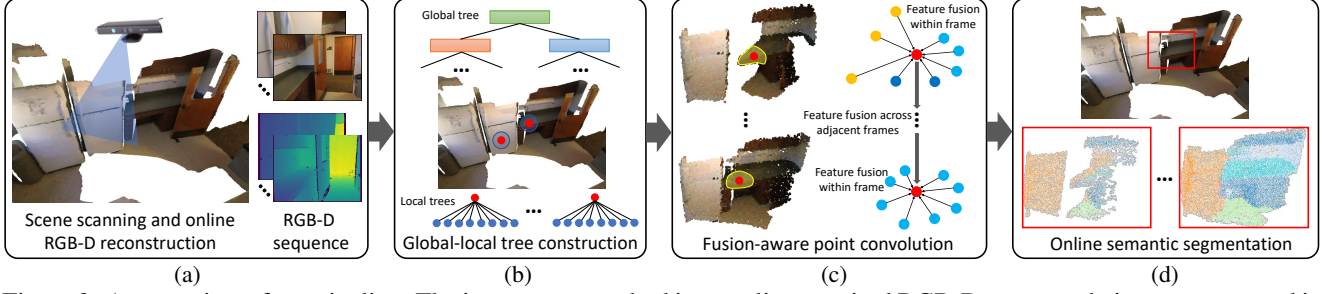 Scene scanning and online
RGB-D reconstruction
RGB-D
sequence
(a)
Global tree
...
...
Local trees
...
Global-local tree construction
(b)
Feature fusion
within frame
...
...
Feature fusion across
adjacent frames
Feature fusion
within frame
Fusion-aware point convolution
(c)
...
Online semantic segmentation
(d)